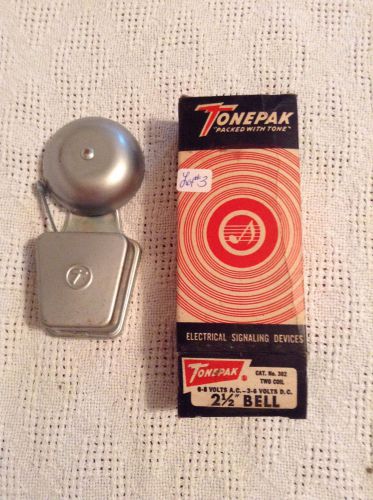 TONEPAK
"PACKED WITH TONE"
Lot#3
ELECTRICAL SIGNALING DEVICES
TONEPAK
CAT. No. 302
TWO COIL
6-8 VOLTS A.C.-3-6 VOLTS D.C.
2½" BELL